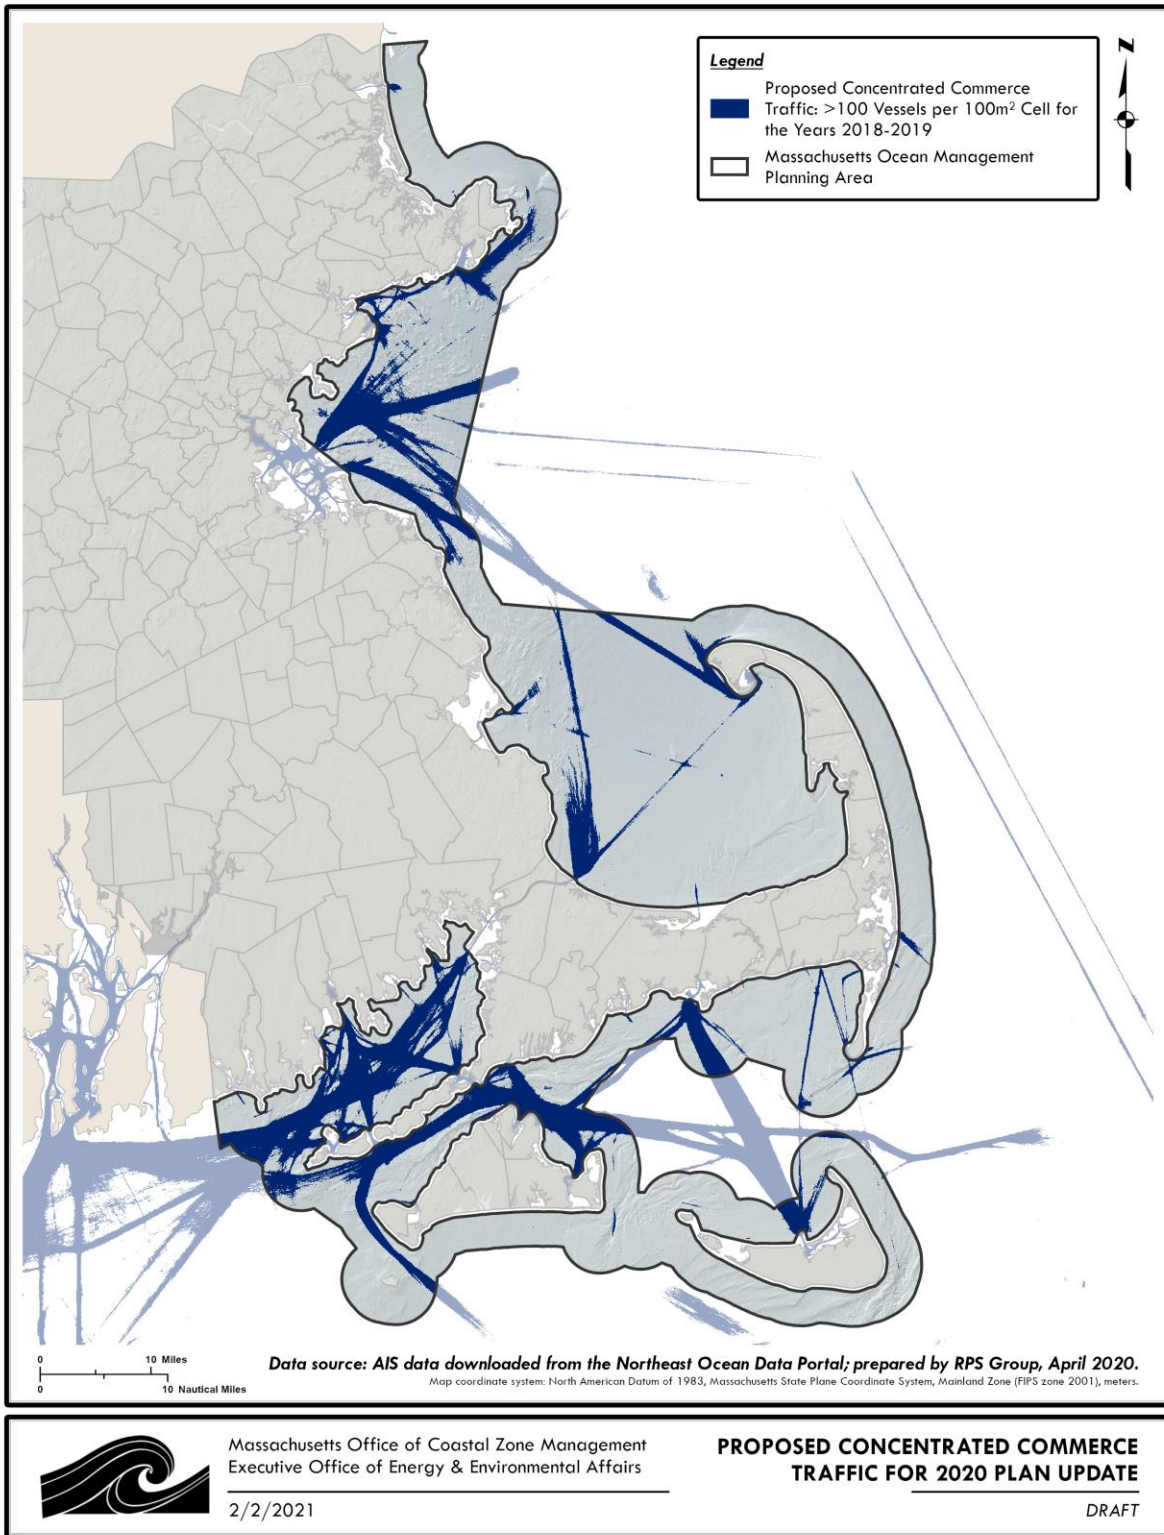 N
Legend
Proposed Concentrated Commerce
Traffic: >100 Vessels per 100m² Cell for
the Years 2018-2019
Massachusetts Ocean Management
Planning Area
0 10 Miles
0 10 Nautical Miles
Data source: AIS data downloaded from the Northeast Ocean Data Portal; prepared by RPS Group, April 2020.
Map coordinate system: North American Datum of 1983, Massachusetts State Plane Coordinate System, Mainland Zone (FIPS zone 2001), meters.
Massachusetts Office of Coastal Zone Management
Executive Office of Energy & Environmental Affairs
2/2/2021
PROPOSED CONCENTRATED COMMERCE
TRAFFIC FOR 2020 PLAN UPDATE
DRAFT